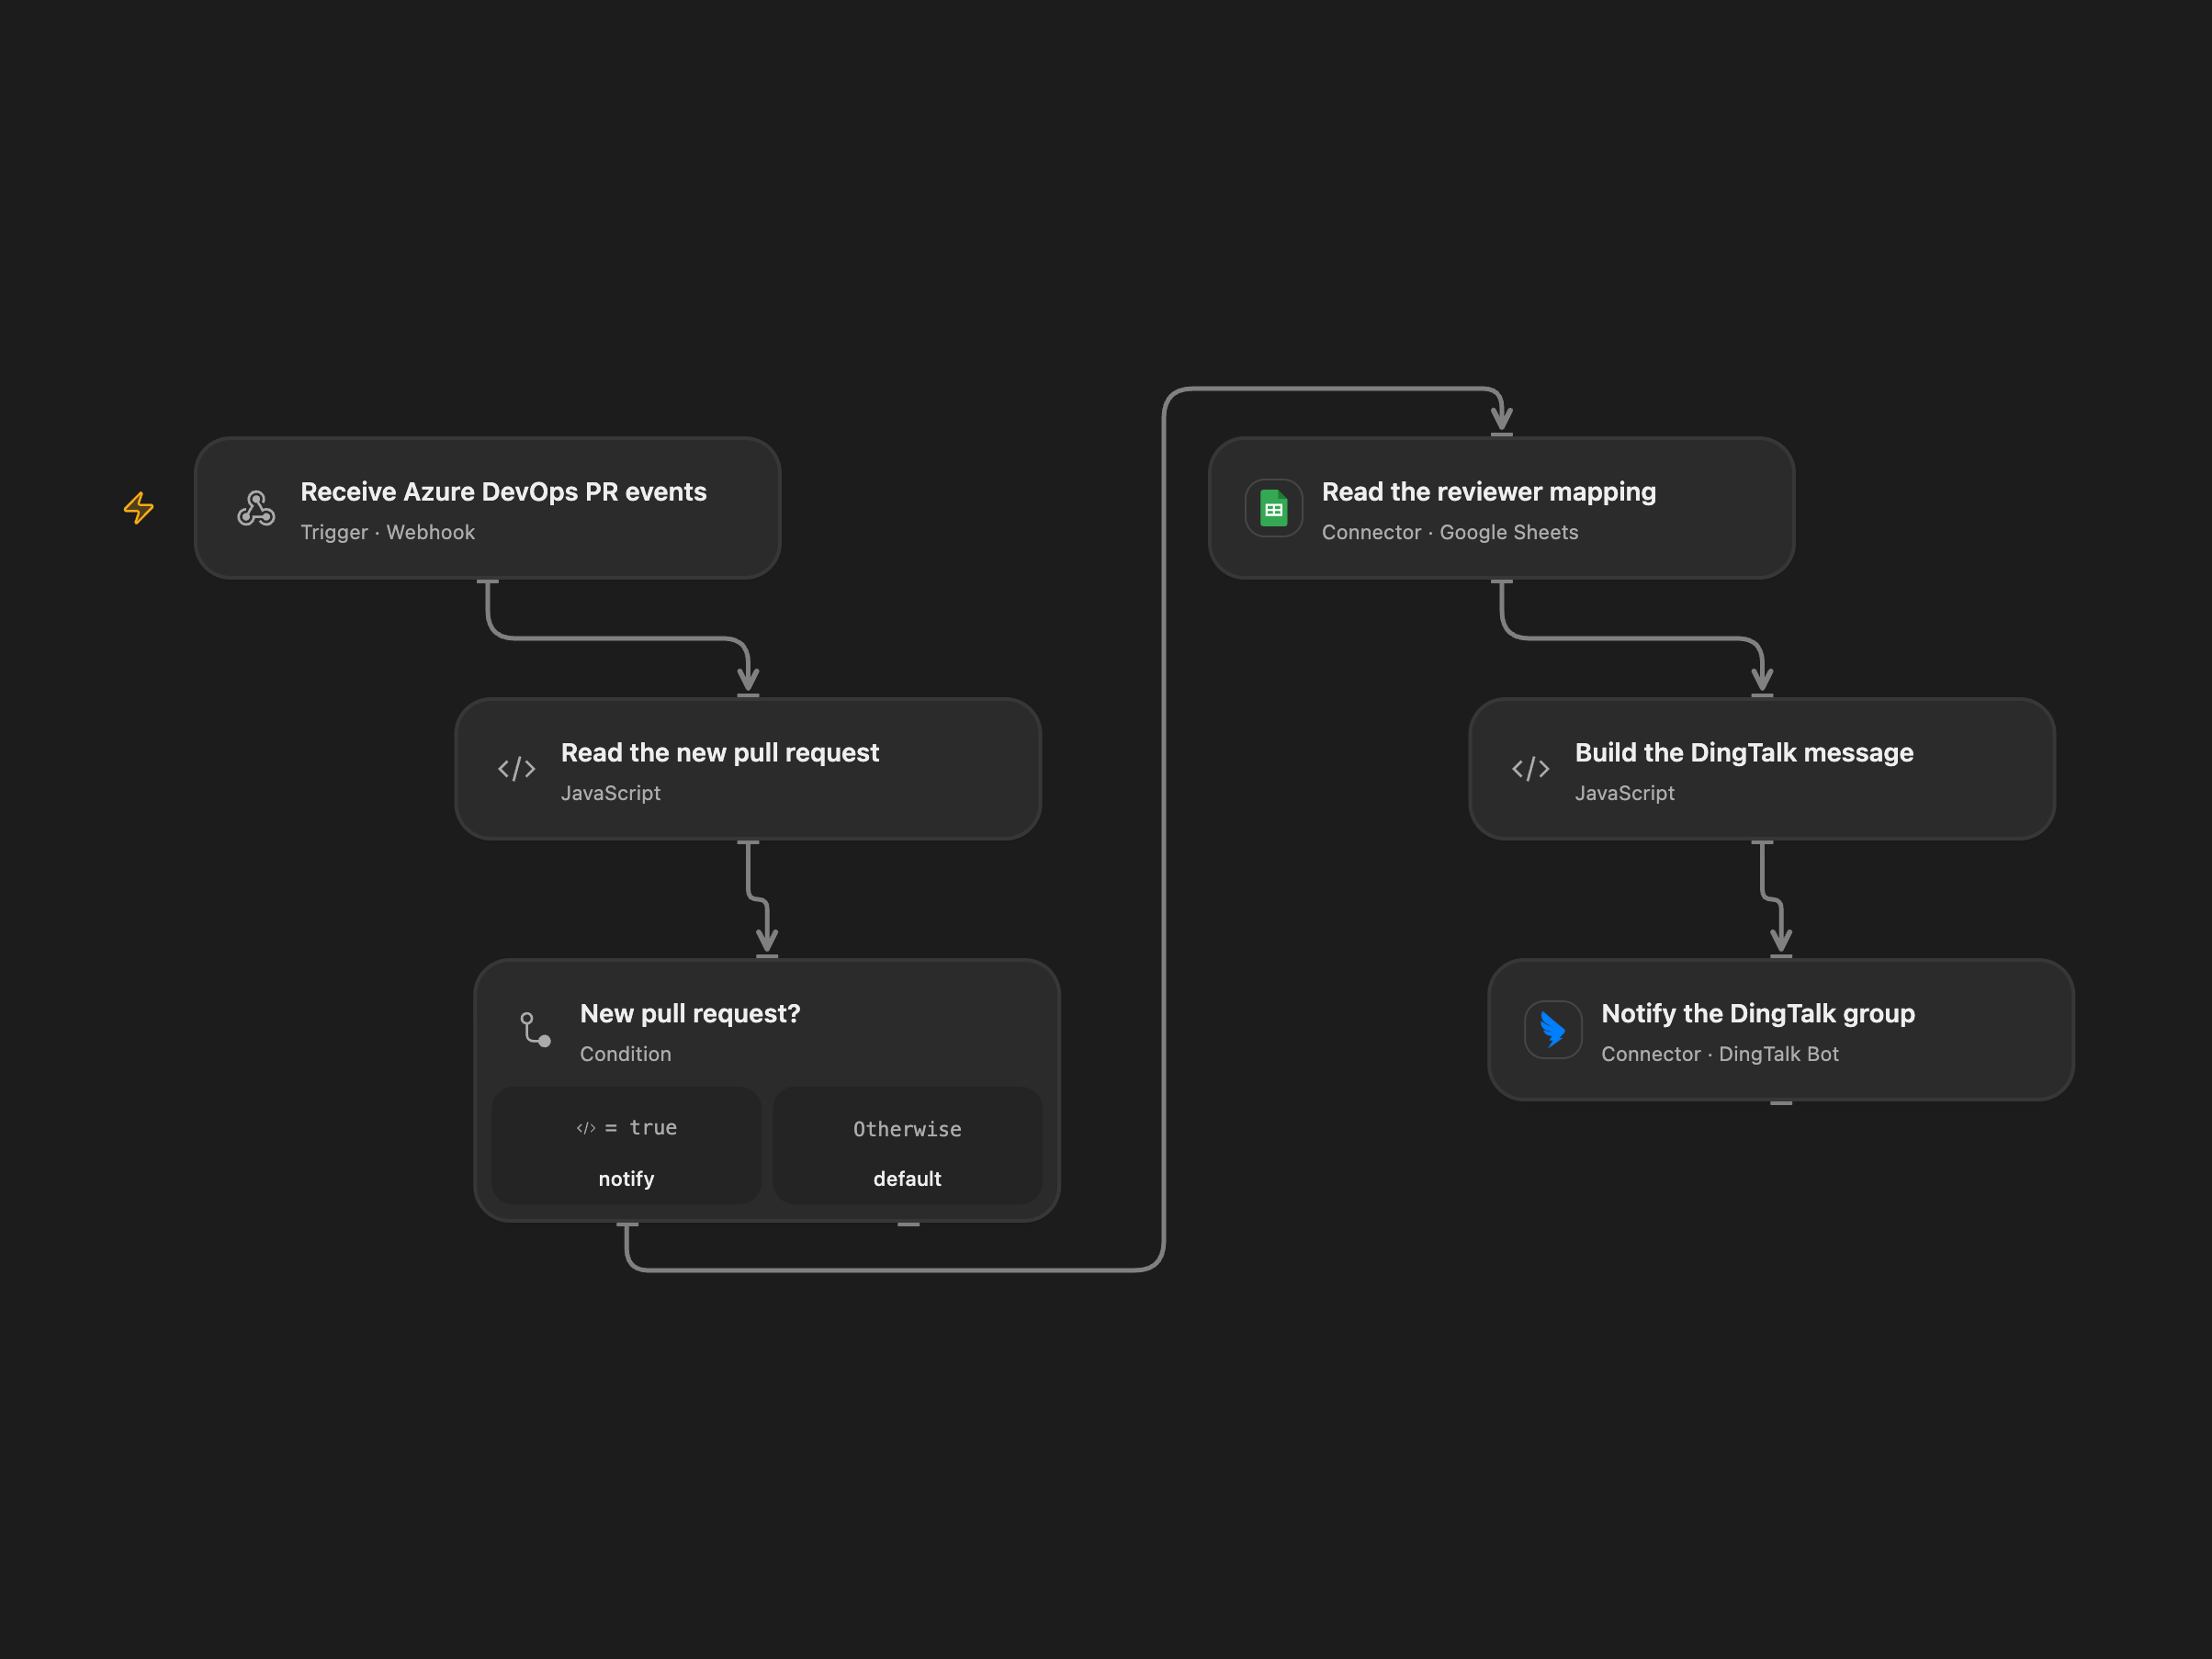 Receive Azure DevOps PR events
Trigger · Webhook
Read the new pull request
JavaScript
New pull request?
Condition
</> = true
notify
Otherwise
default
Read the reviewer mapping
Connector · Google Sheets
Build the DingTalk message
JavaScript
Notify the DingTalk group
Connector · DingTalk Bot